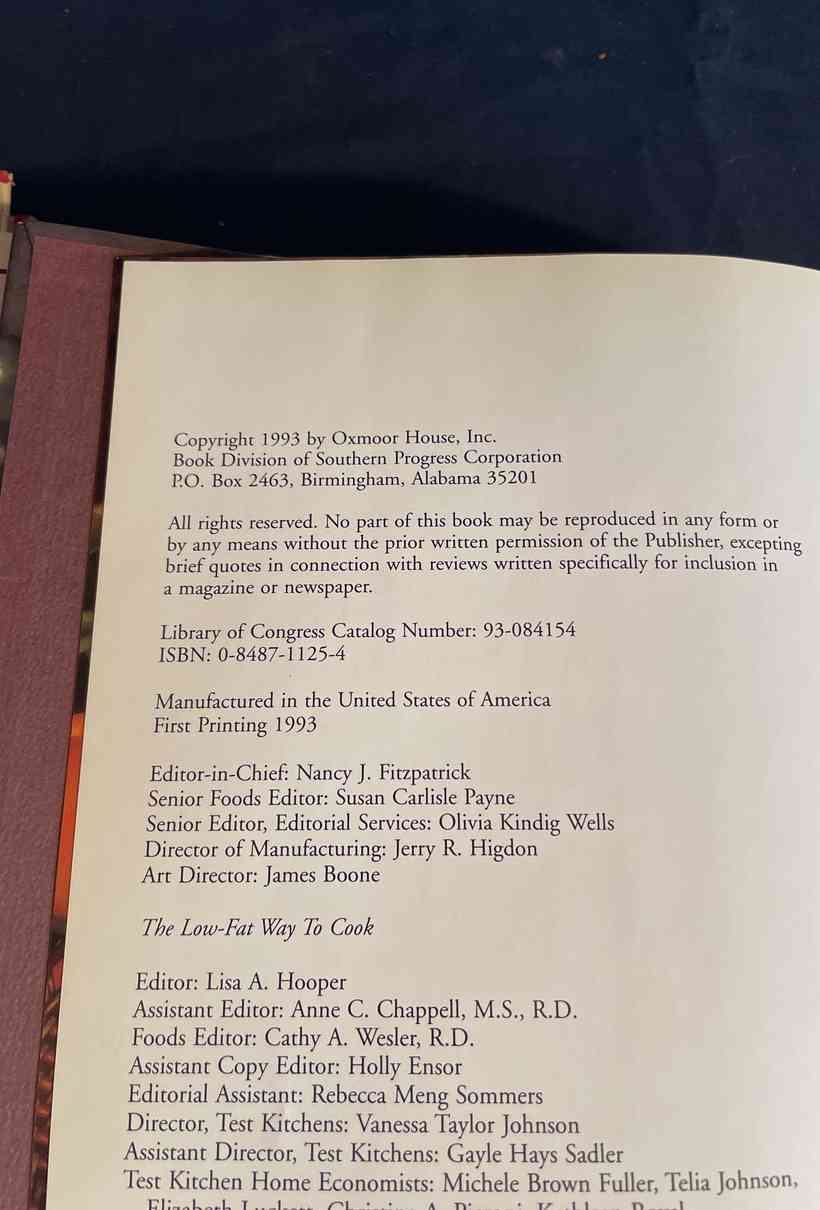 Copyright 1993 by Oxmoor House, Inc.
Book Division of Southern Progress Corporation
P.O. Box 2463, Birmingham, Alabama 35201
All rights reserved. No part of this book may be reproduced in any form or
by any means without the prior written permission of the Publisher, excepting
brief quotes in connection with reviews written specifically for inclusion in
a magazine or newspaper.
Library of Congress Catalog Number: 93-084154
ISBN: 0-8487-1125-4
Manufactured in the United States of America
First Printing 1993
Editor-in-Chief: Nancy J. Fitzpatrick
Senior Foods Editor: Susan Carlisle Payne
Senior Editor, Editorial Services: Olivia Kindig Wells
Director of Manufacturing: Jerry R. Higdon
Art Director: James Boone
The Low-Fat Way To Cook
Editor: Lisa A. Hooper
Assistant Editor: Anne C. Chappell, M.S., R.D.
Foods Editor: Cathy A. Wesler, R.D.
Assistant Copy Editor: Holly Ensor
Editorial Assistant: Rebecca Meng Sommers
Director, Test Kitchens: Vanessa Taylor Johnson
Assistant Director, Test Kitchens: Gayle Hays Sadler
Test Kitchen Home Economists: Michele Brown Fuller, Telia Johnson,
Elizabeth